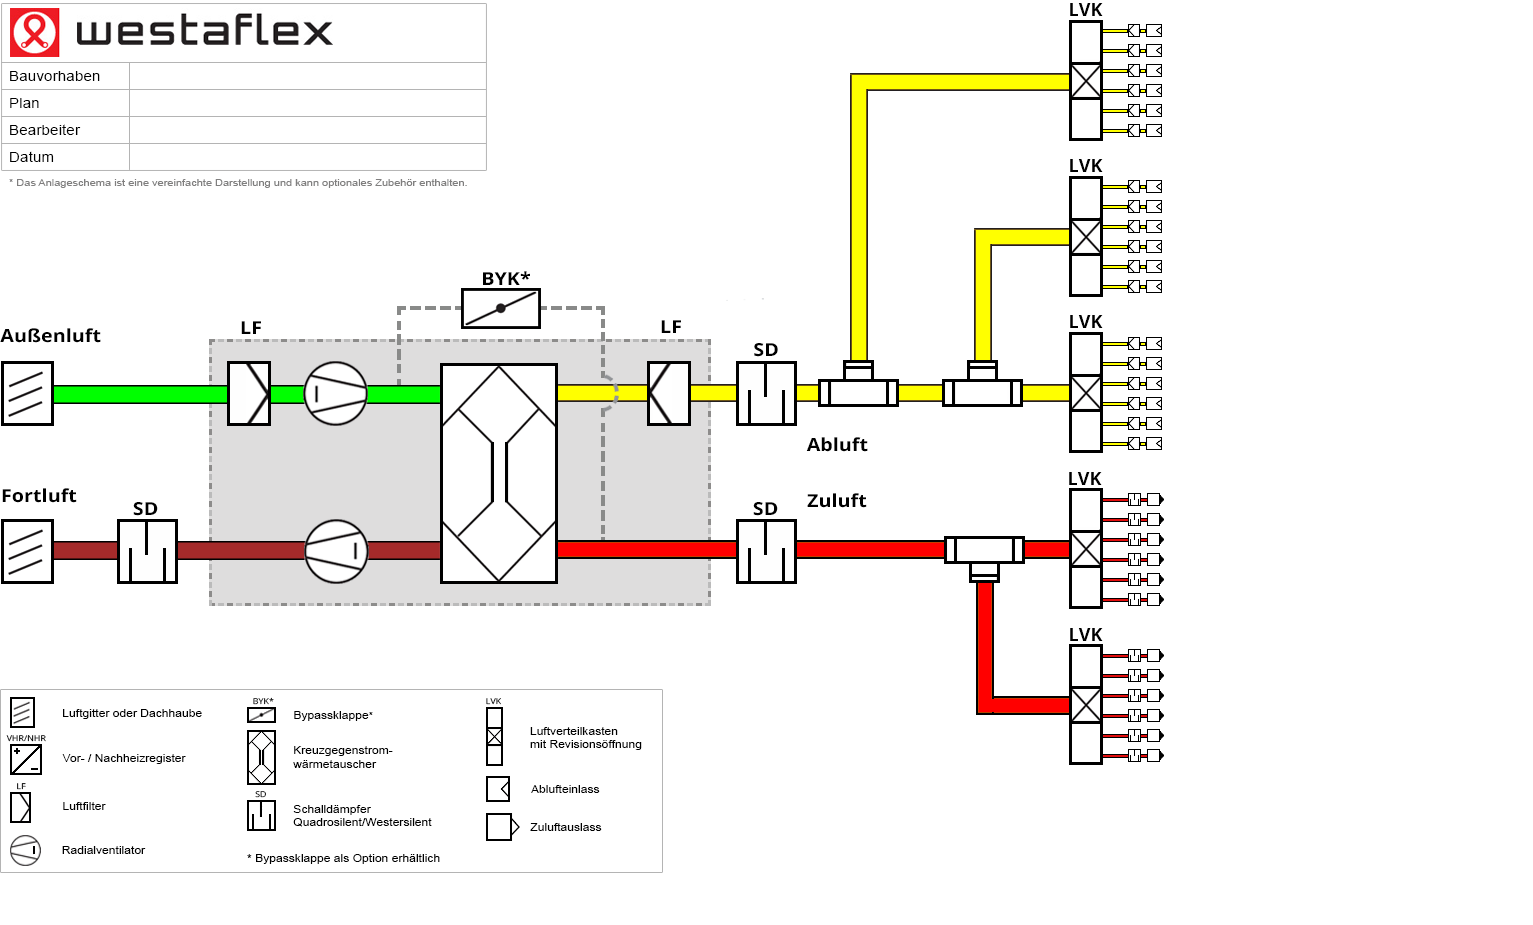 westaflex
Bauvorhaben
Plan
Bearbeiter
Datum
* Das Anlageschema ist eine vereinfachte Darstellung und kann optionales Zubehör enthalten.
LVK
LVK
BYK*
LF
LF
LVK
Außenluft
SD
Abluft
LVK
Fortluft
SD
SD
Zuluft
LVK
Luftgitter oder Dachhaube
VHR/NHR
Vor- / Nachheizregister
LF
Luftfilter
Radialventilator
BYK*
Bypassklappe*
Kreuzgegenstrom-
wärmetauscher
SD
Schalldämpfer
Quadrosilent/Westersilent
* Bypassklappe als Option erhältlich
LVK
Luftverteilkasten
mit Revisionsöffnung
Ablufteinlass
Zuluftauslass